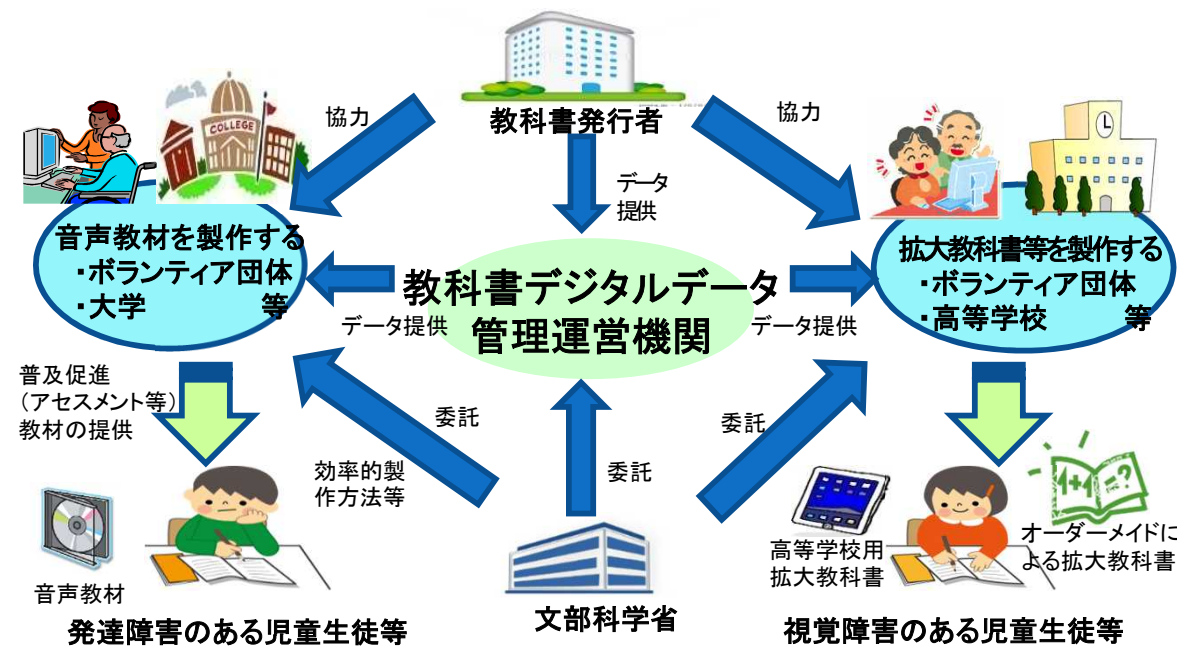 COLLEGE
教科書発行者
協力
協力
データ
提供
音声教材を製作する
・ボランティア団体
・大学　　　　等
教科書デジタルデータ
管理運営機関
拡大教科書等を製作する
・ボランティア団体
・高等学校　　　等
データ提供
データ提供
普及促進
（アセスメント等）
教材の提供
委託
効率的製
作方法等
委託
委託
1+1=?
音声教材
高等学校用
拡大教科書
オーダーメイドに
よる拡大教科書
文部科学省
発達障害のある児童生徒等
視覚障害のある児童生徒等